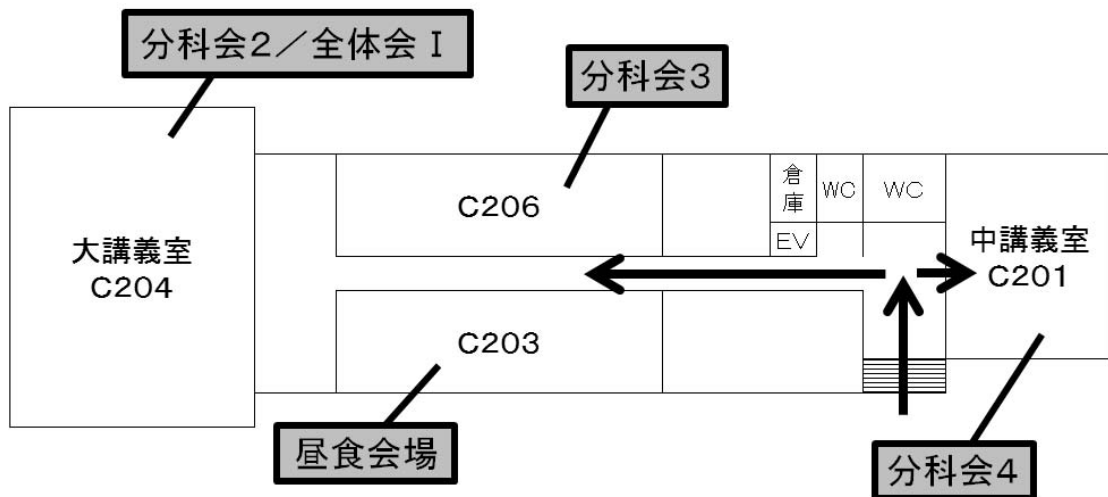 分科会2／全体会Ⅰ
分科会3
C206
倉庫
WC
WC
EV
大講義室
C204
中講義室
C201
C203
昼食会場
分科会4